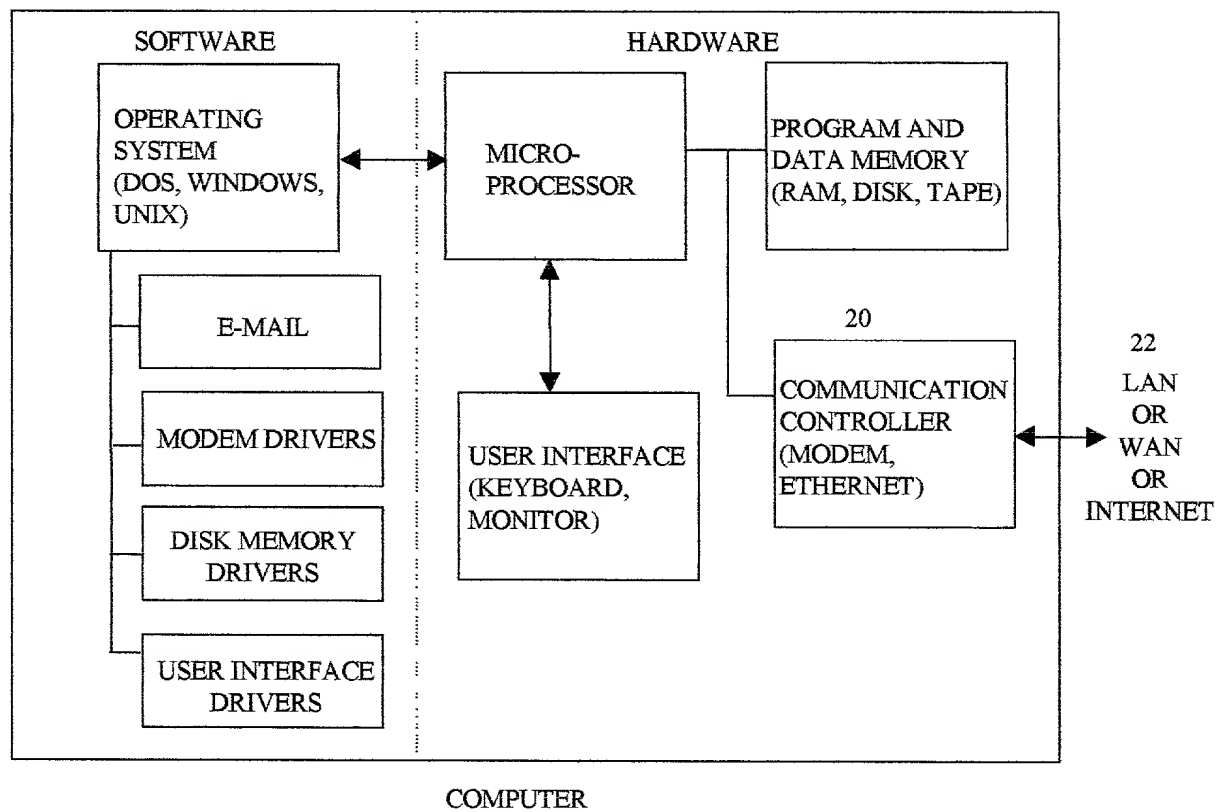 SOFTWARE
HARDWARE
OPERATING
SYSTEM
(DOS, WINDOWS,
UNIX)
MICRO-
PROCESSOR
PROGRAM AND
DATA MEMORY
(RAM, DISK, TAPE)
E-MAIL
MODEM DRIVERS
DISK MEMORY
DRIVERS
USER INTERFACE
DRIVERS
USER INTERFACE
(KEYBOARD,
MONITOR)
20
COMMUNICATION
CONTROLLER
(MODEM,
ETHERNET)
22
LAN
OR
WAN
OR
INTERNET
COMPUTER